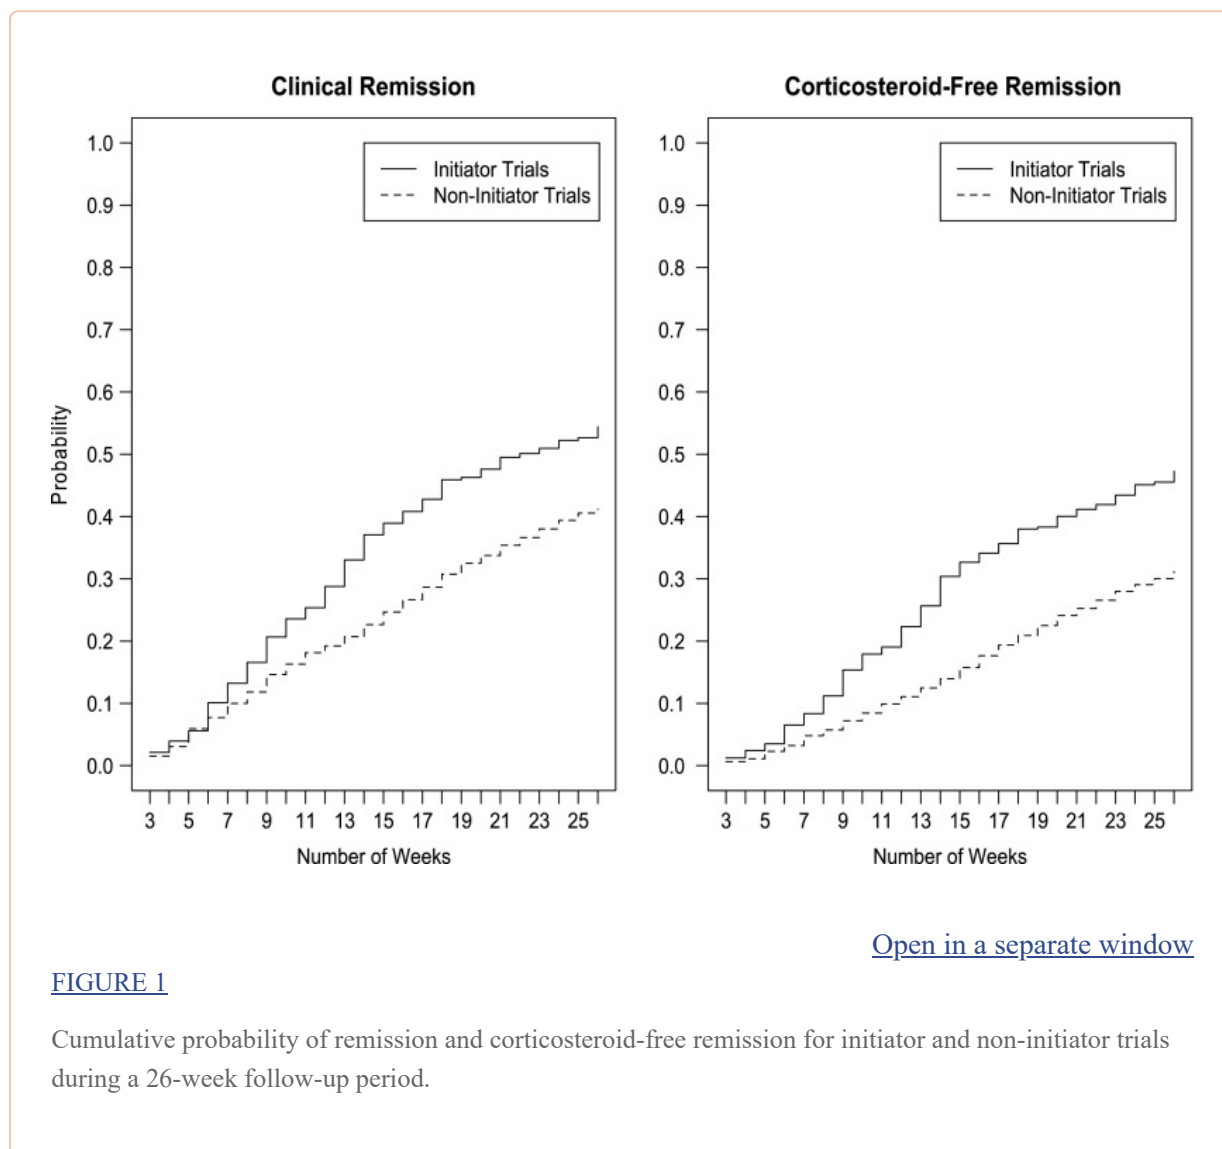 Clinical Remission
1.0
0.9
0.8
0.7
0.6
0.5
0.4
0.3
0.2
0.1
0.0
Probability
Initiator Trials
Non-Initiator Trials
3 5 7 9 11 13 15 17 19 21 23 25
Number of Weeks
Corticosteroid-Free Remission
1.0
0.9
0.8
0.7
0.6
0.5
0.4
0.3
0.2
0.1
0.0
Initiator Trials
Non-Initiator Trials
3 5 7 9 11 13 15 17 19 21 23 25
Number of Weeks
Open in a separate window
FIGURE 1
Cumulative probability of remission and corticosteroid-free remission for initiator and non-initiator trials
during a 26-week follow-up period.